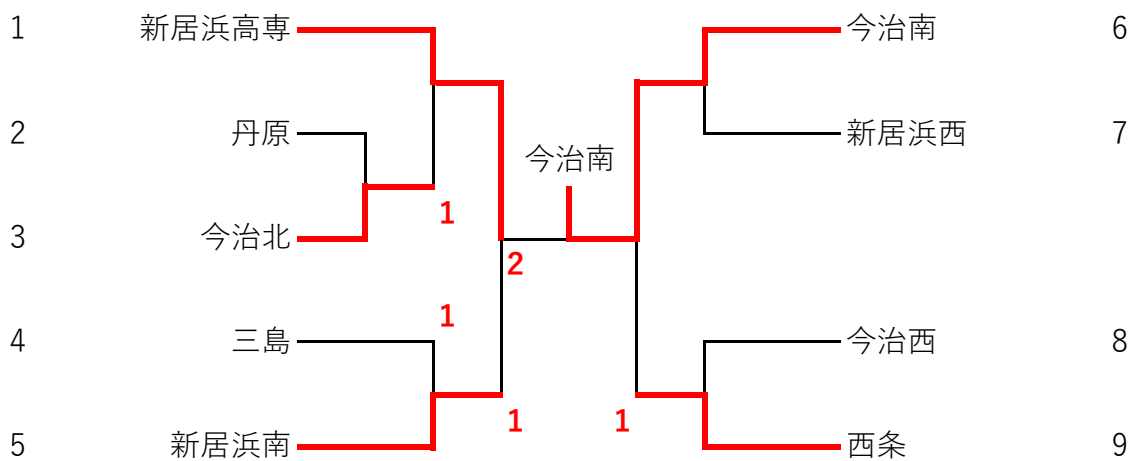 1 新居浜高専 今治南 6
2 丹原 新居浜西 7
今治南
1
3 今治北
2
1
4 三島 今治西 8
1 1
5 新居浜南 西条 9